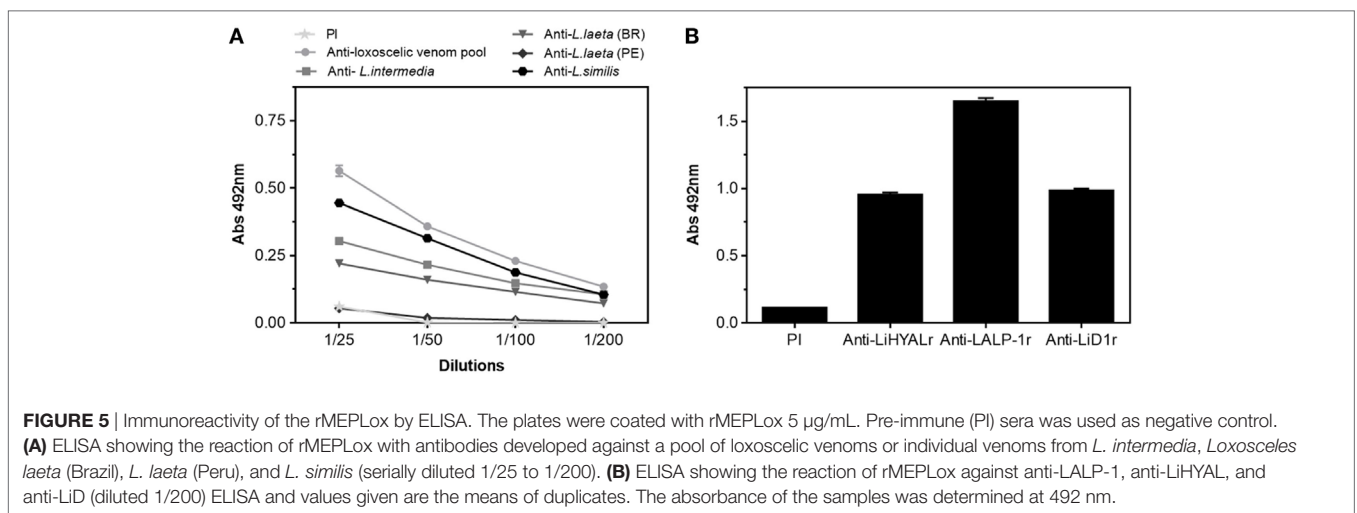 A
PI
Anti-loxoscelic venom pool
Anti- L.intermedia
Anti-L.laeta (BR)
Anti-L.laeta (PE)
Anti-L.similis
Abs 492nm
0.75
0.50
0.25
0.00
1/25 1/50 1/100 1/200
Dilutions
B
Abs 492nm
1.5
1.0
0.5
0.0
PI Anti-LiHYALr Anti-LALP-1r Anti-LiD1r
FIGURE 5 | Immunoreactivity of the rMEPLox by ELISA. The plates were coated with rMEPLox 5 µg/mL. Pre-immune (PI) sera was used as negative control.
(A) ELISA showing the reaction of rMEPLox with antibodies developed against a pool of loxoscelic venoms or individual venoms from L. intermedia, Loxosceles
laeta (Brazil), L. laeta (Peru), and L. similis (serially diluted 1/25 to 1/200). (B) ELISA showing the reaction of rMEPLox against anti-LALP-1, anti-LiHYAL, and
anti-LiD (diluted 1/200) ELISA and values given are the means of duplicates. The absorbance of the samples was determined at 492 nm.